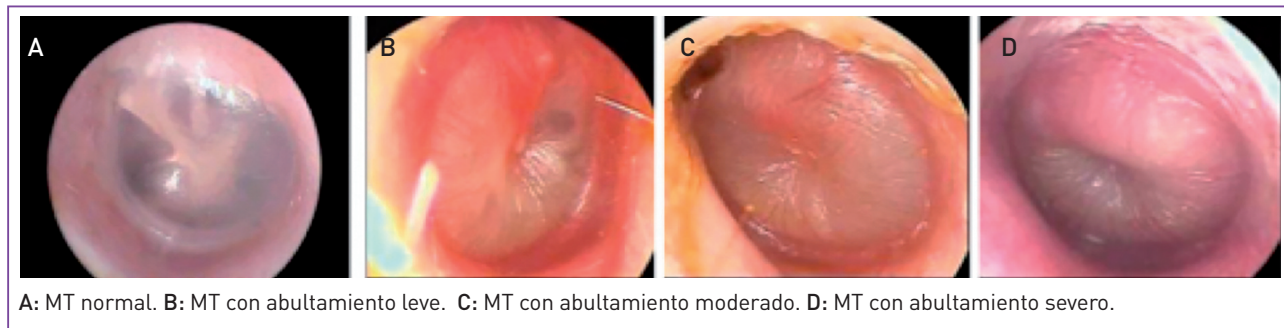 A
B
C
D
A: MT normal. B: MT con abultamiento leve. C: MT con abultamiento moderado. D: MT con abultamiento severo.